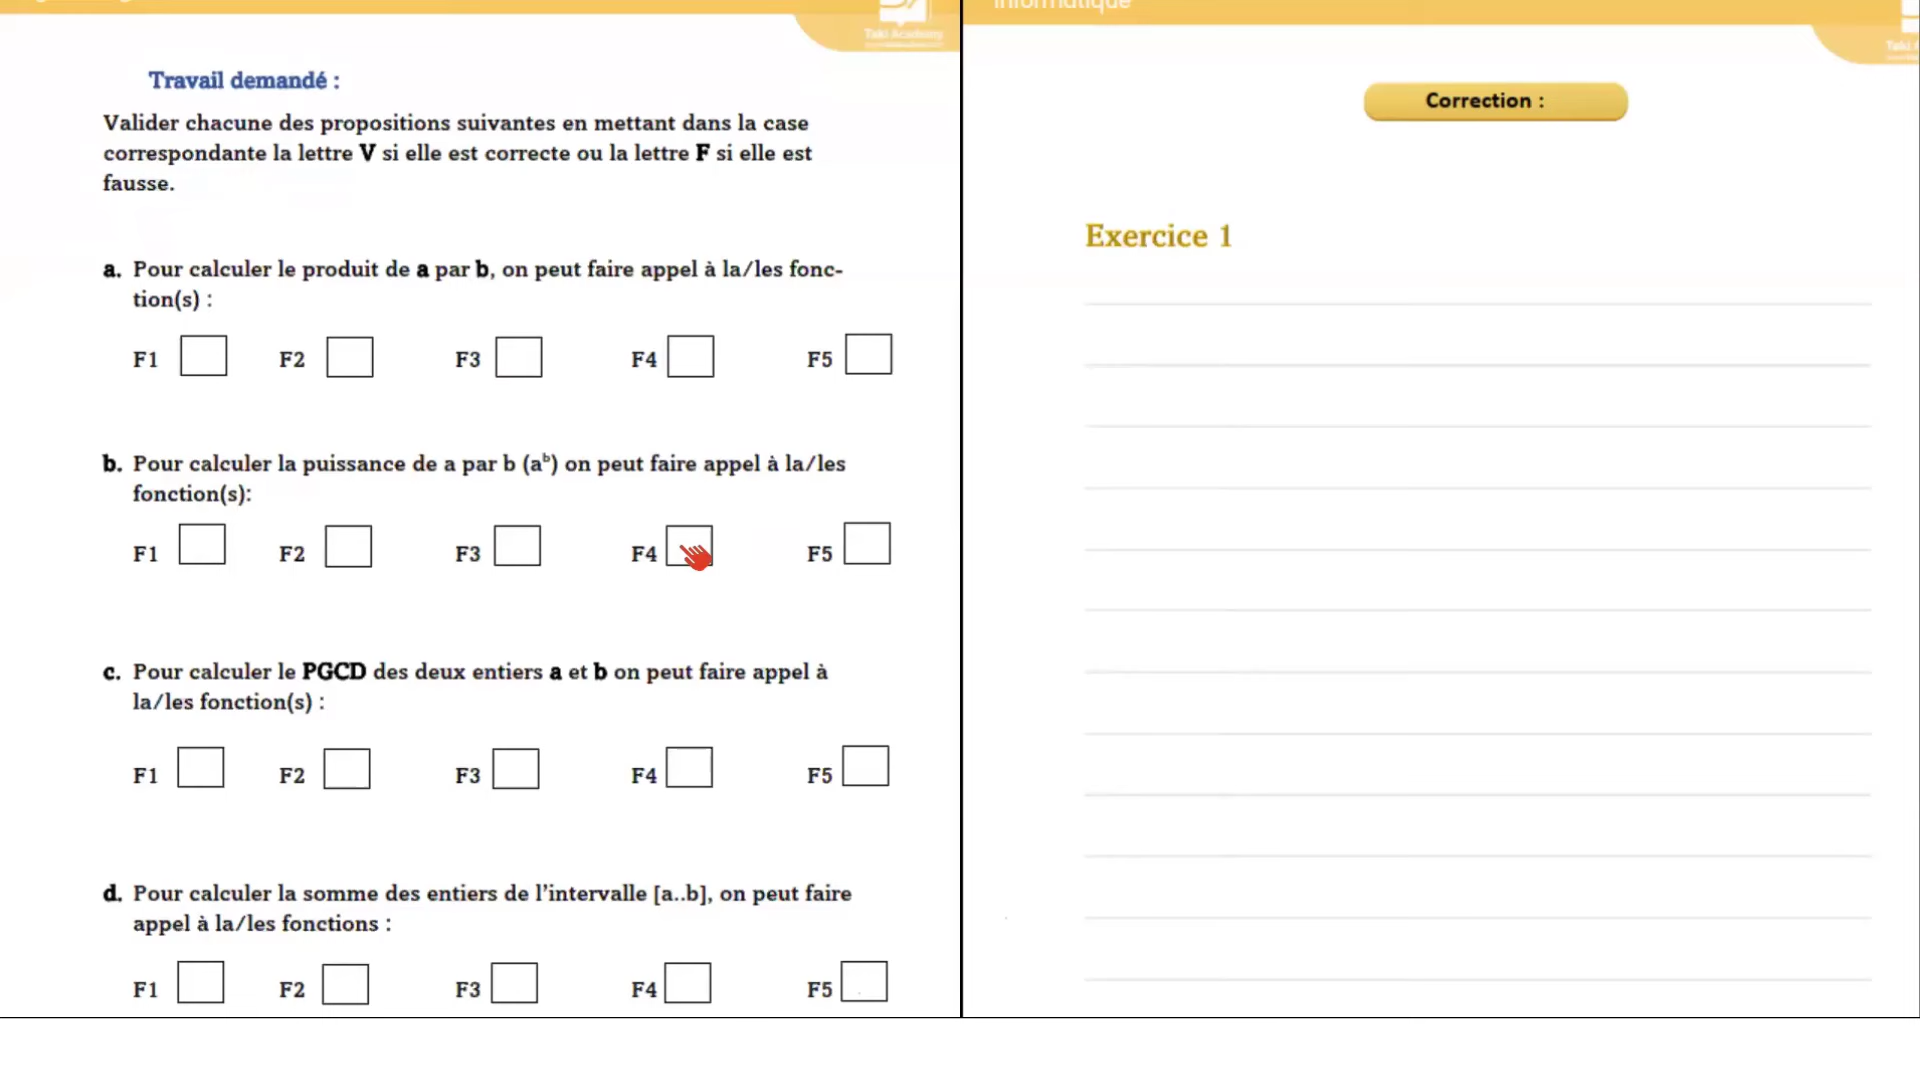 Travail demandé :
Valider chacune des propositions suivantes en mettant dans la case
correspondante la lettre V si elle est correcte ou la lettre F si elle est
fausse.
a. Pour calculer le produit de a par b, on peut faire appel à la/les fonc-
tion(s) :
F1 F2 F3 F4 F5
b. Pour calculer la puissance de a par b (aᵇ) on peut faire appel à la/les
fonction(s):
F1 F2 F3 F4 F5
c. Pour calculer le PGCD des deux entiers a et b on peut faire appel à
la/les fonction(s) :
F1 F2 F3 F4 F5
d. Pour calculer la somme des entiers de l'intervalle [a..b], on peut faire
appel à la/les fonctions :
F1 F2 F3 F4 F5
Taki Academy
Informatique
Taki
Correction :
Exercice 1